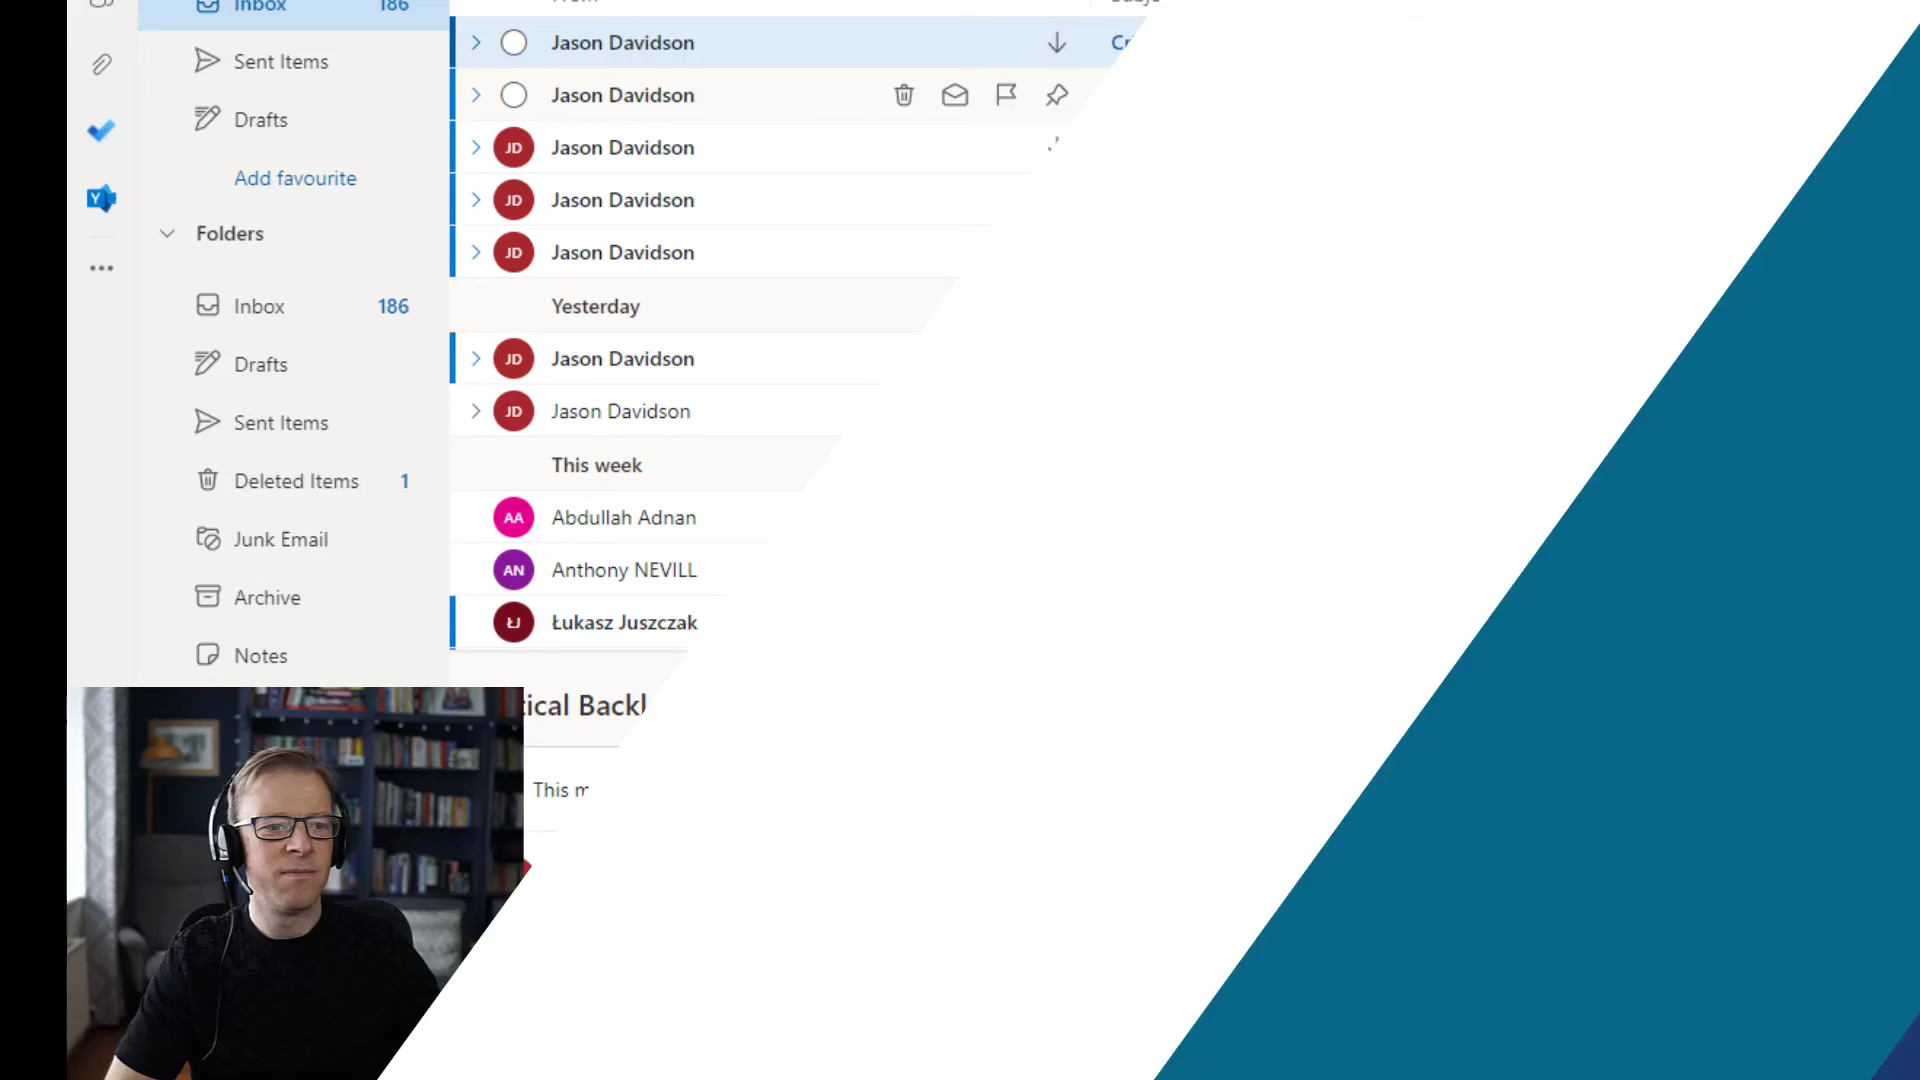 Inbox 186
Sent Items
Drafts
Add favourite
Folders
Inbox 186
Drafts
Sent Items
Deleted Items 1
Junk Email
Archive
Notes
Jason Davidson
Jason Davidson
JD Jason Davidson
JD Jason Davidson
JD Jason Davidson
Yesterday
JD Jason Davidson
JD Jason Davidson
This week
AA Abdullah Adnan
AN Anthony NEVILL
ŁJ Łukasz Juszczak
This